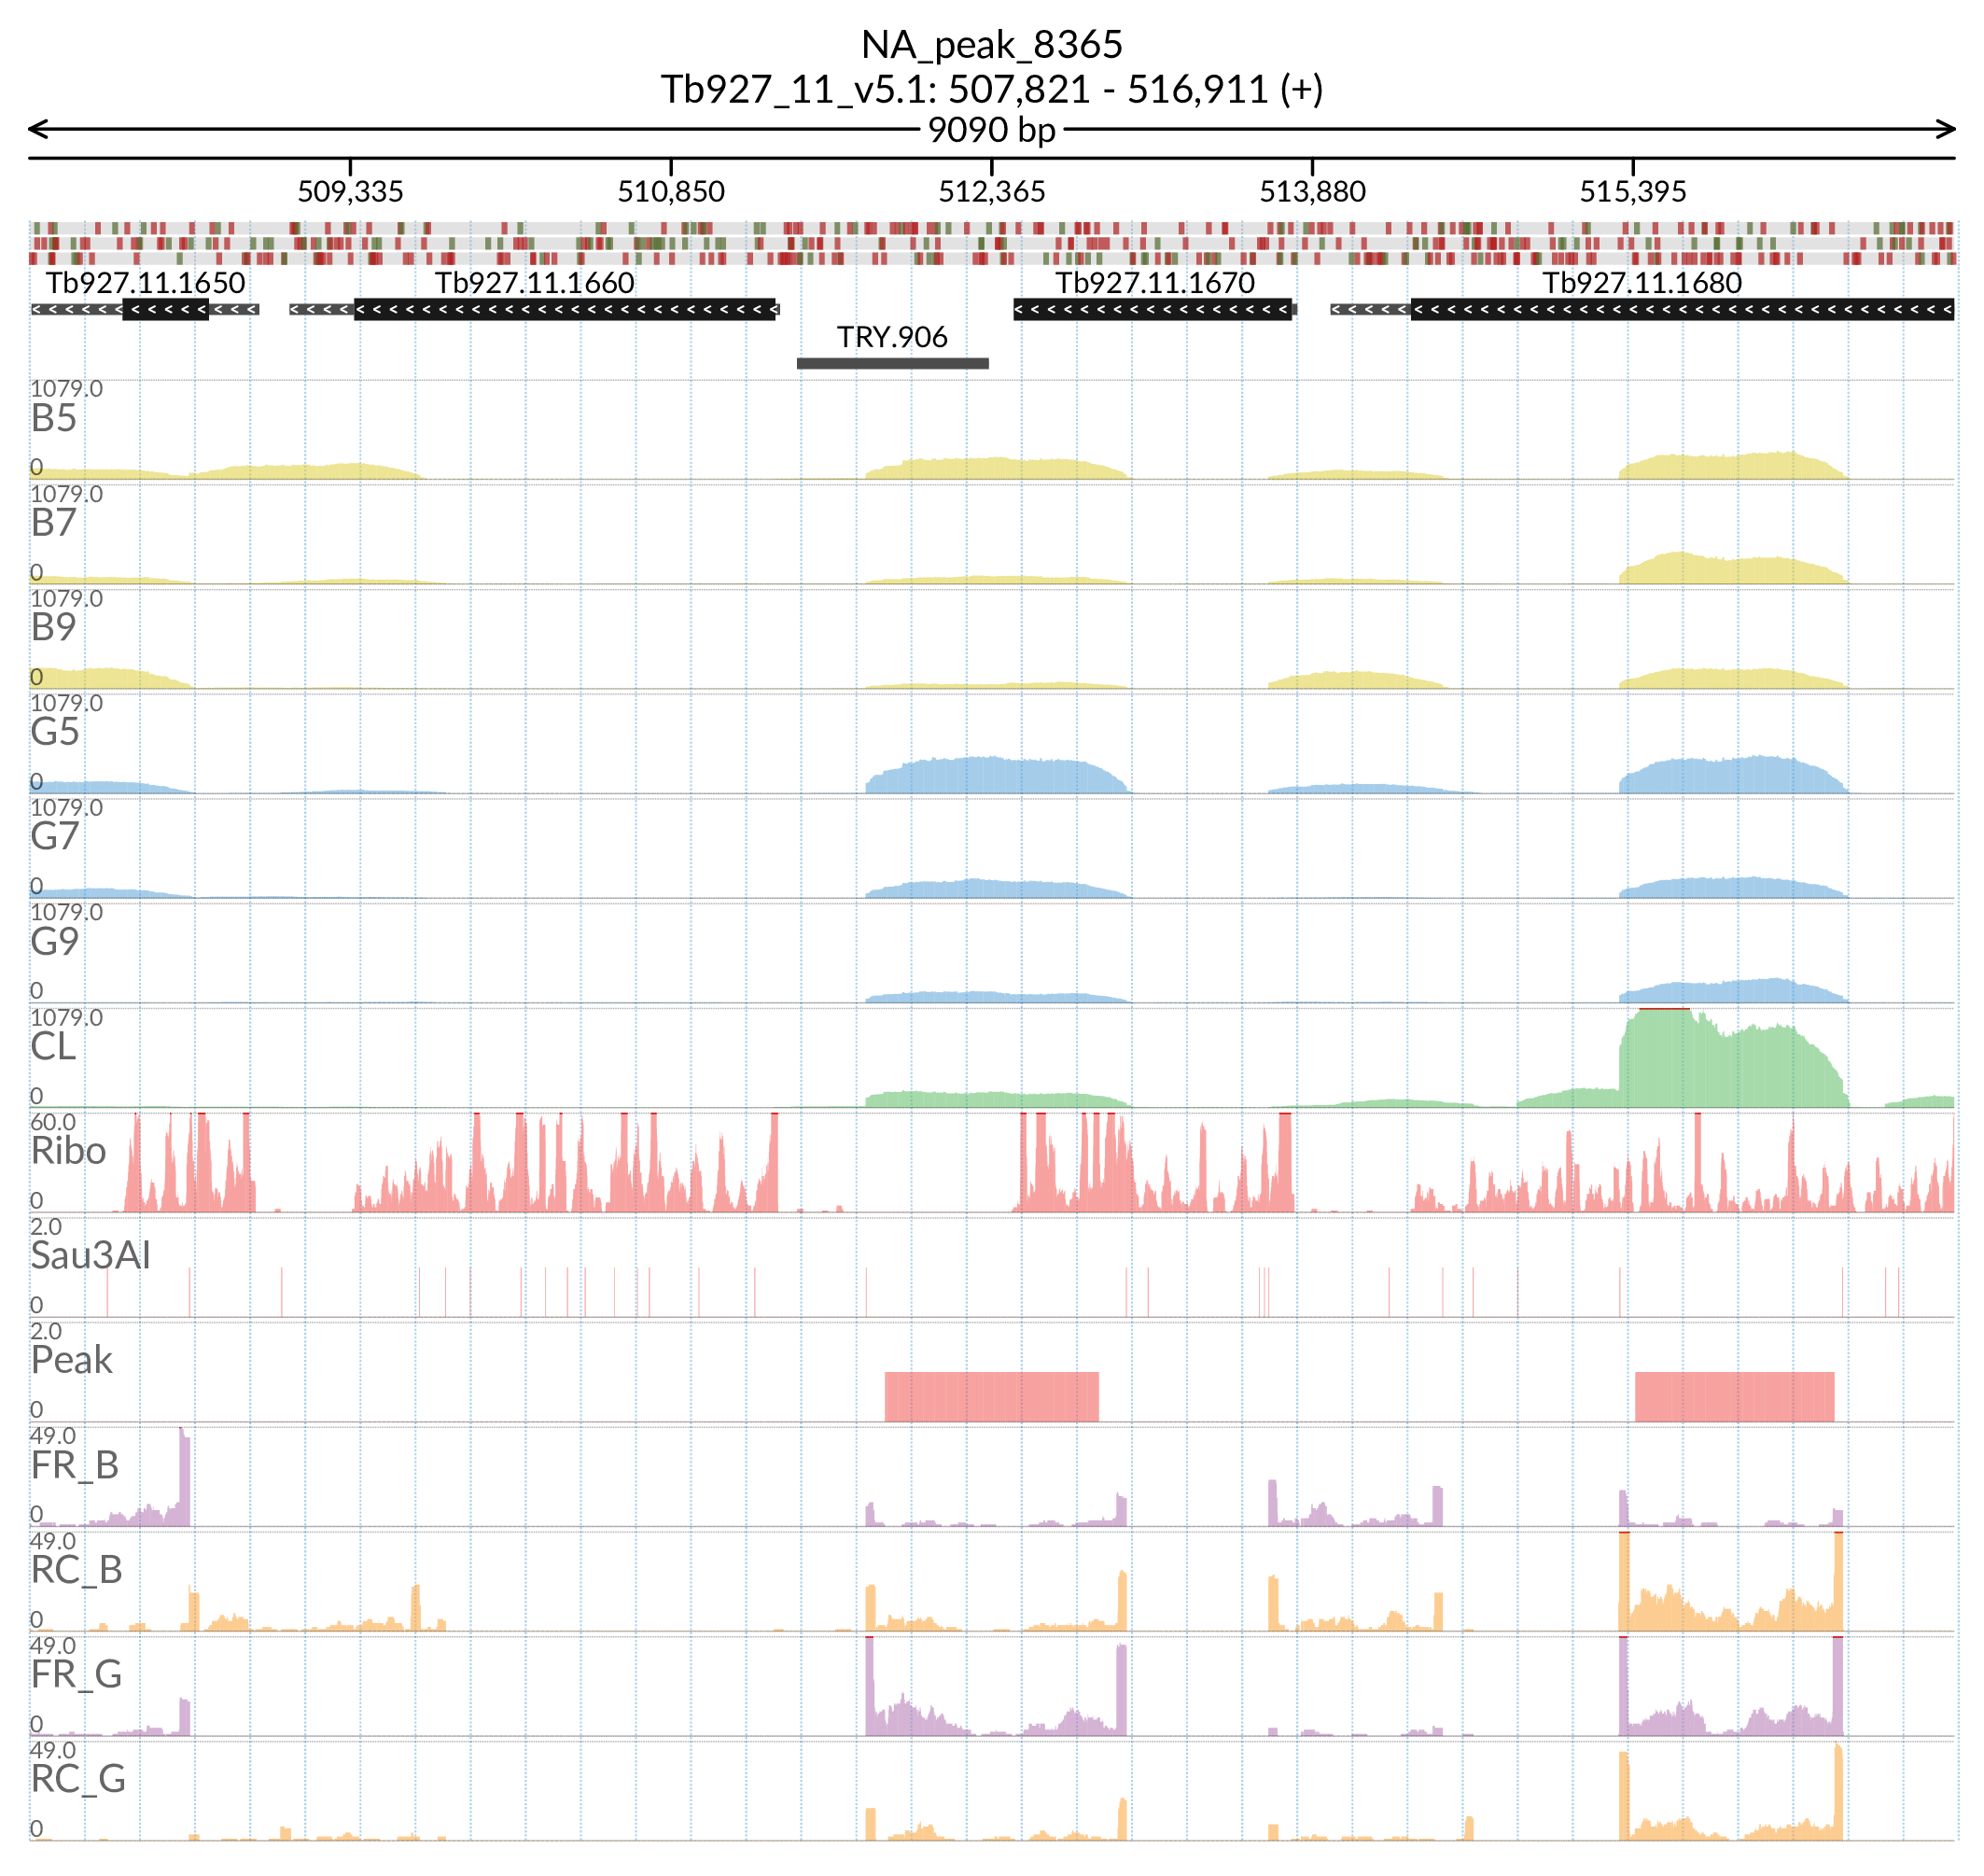 NA_peak_8365
Tb927_11_v5.1: 507,821 - 516,911 (+)
9090 bp
509,335 510,850 512,365 513,880 515,395
Tb927.11.1650 Tb927.11.1660 Tb927.11.1670 Tb927.11.1680
TRY.906
1079.0
B5
0
1079.0
B7
0
1079.0
B9
0
1079.0
G5
0
1079.0
G7
0
1079.0
G9
0
1079.0
CL
0
60.0
Ribo
0
2.0
Sau3AI
0
2.0
Peak
0
49.0
FR_B
0
49.0
RC_B
0
49.0
FR_G
0
49.0
RC_G
0